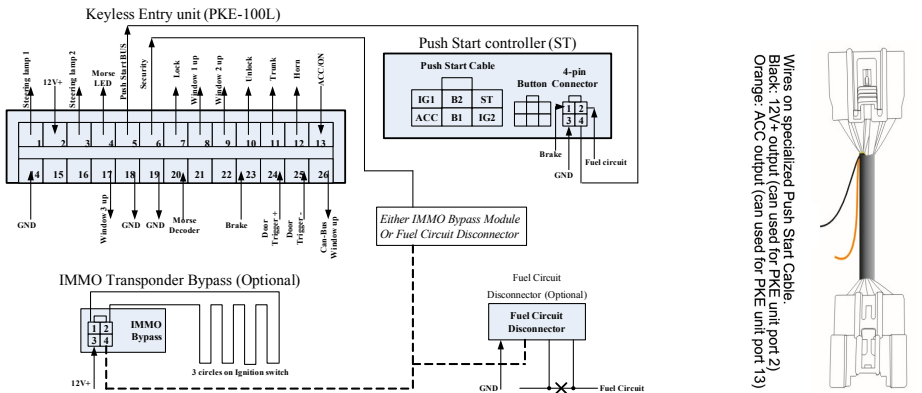 Keyless Entry unit (PKE-100L)
Steering lamp 1
12V+
Steering lamp 2
Morse
LED
Push Start BUS
Security
Lock
Window 1 up
Window 2 up
Unlock
Trunk
Horn
ACC/ON
1 2 3 4 5 6 7 8 9 10 11 12 13
14 15 16 17 18 19 20 21 22 23 24 25 26
GND
Window 3 up
GND
GND
Morse
Decoder
Brake
Door
Trigger +
Door
Trigger -
Can-Bus
Window up
Push Start controller (ST)
Push Start Cable
IG1 B2 ST
ACC B1 IG2
Button
4-pin
Connector
1 2
3 4
Brake
GND
Fuel circuit
Either IMMO Bypass Module
Or Fuel Circuit Disconnector
IMMO Transponder Bypass (Optional)
1 2
3 4
IMMO
Bypass
12V+
3 circles on Ignition switch
Fuel Circuit
Disconnector (Optional)
Fuel Circuit
Disconnector
GND
Fuel Circuit
Wires on specialized Push Start Cable.
Black: 12V+ output (can used for PKE unit port 2)
Orange: ACC output (can used for PKE unit port 13)